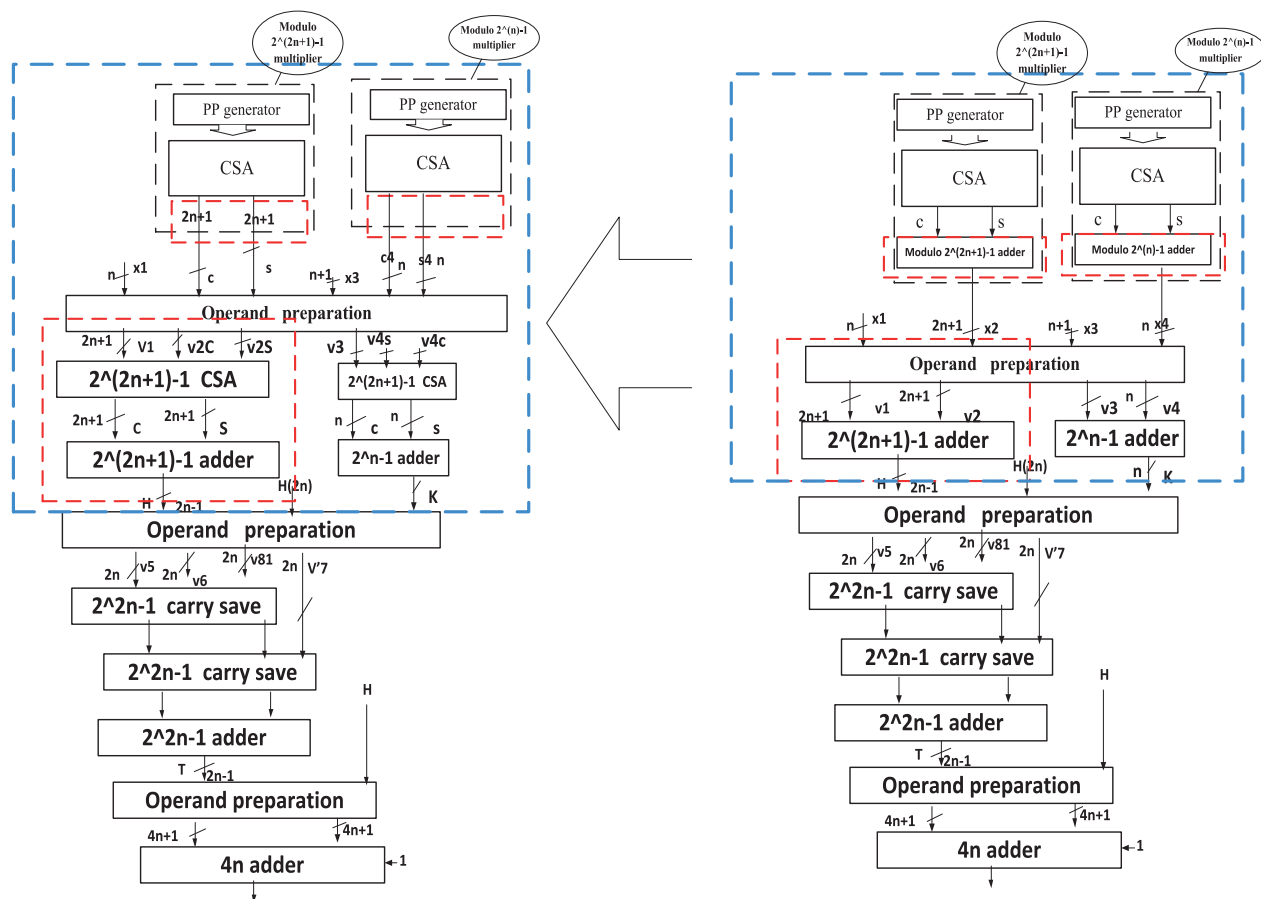 Modulo
2^(2n+1)-1
multiplier
Modulo 2^(n)-1
multiplier
PP generator
PP generator
CSA
CSA
2n+1
2n+1
n
x1
c
s
n+1
x3
c4
n
s4
n
Operand preparation
2n+1
V1
v2C
v2S
v3
v4s
v4c
2^(2n+1)-1 CSA
2^(2n+1)-1 CSA
2n+1
C
2n+1
S
n
c
n
s
2^(2n+1)-1 adder
2^n-1 adder
H
2n-1
H(2n)
K
Operand preparation
2n
v5
2n
v6
2n
v81
2n
V'7
2^2n-1 carry save
2^2n-1 carry save
H
2^2n-1 adder
T
2n-1
Operand preparation
4n+1
4n+1
4n adder
1
Modulo
2^(2n+1)-1
multiplier
Modulo 2^(n)-1
multiplier
PP generator
PP generator
CSA
CSA
c
s
c
s
Modulo 2^(2n+1)-1 adder
Modulo 2^(n)-1 adder
n
x1
2n+1
x2
n+1
x3
n
x4
Operand preparation
2n+1
v1
2n+1
v2
v3
n
v4
2^(2n+1)-1 adder
2^n-1 adder
H
2n-1
H(2n)
n
K
Operand preparation
2n
v5
2n
v6
2n
v81
2n
V'7
2^2n-1 carry save
2^2n-1 carry save
H
2^2n-1 adder
T
2n-1
Operand preparation
4n+1
4n+1
4n adder
1